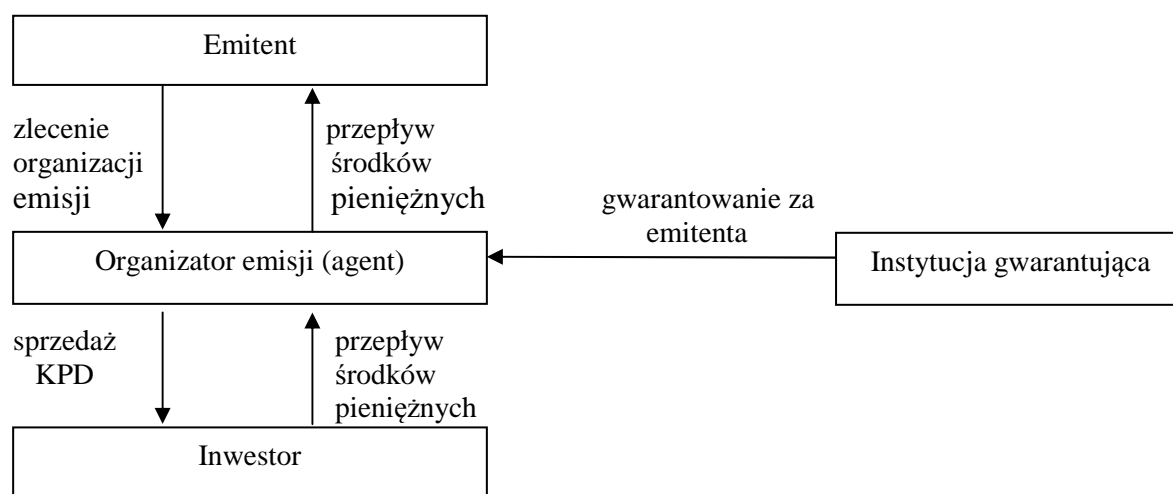 Emitent
zlecenie
organizacji
emisji
przepływ
środków
pieniężnych
gwarantowanie za
emitenta
Organizator emisji (agent)
Instytucja gwarantująca
sprzedaż
KPD
przepływ
środków
pieniężnych
Inwestor